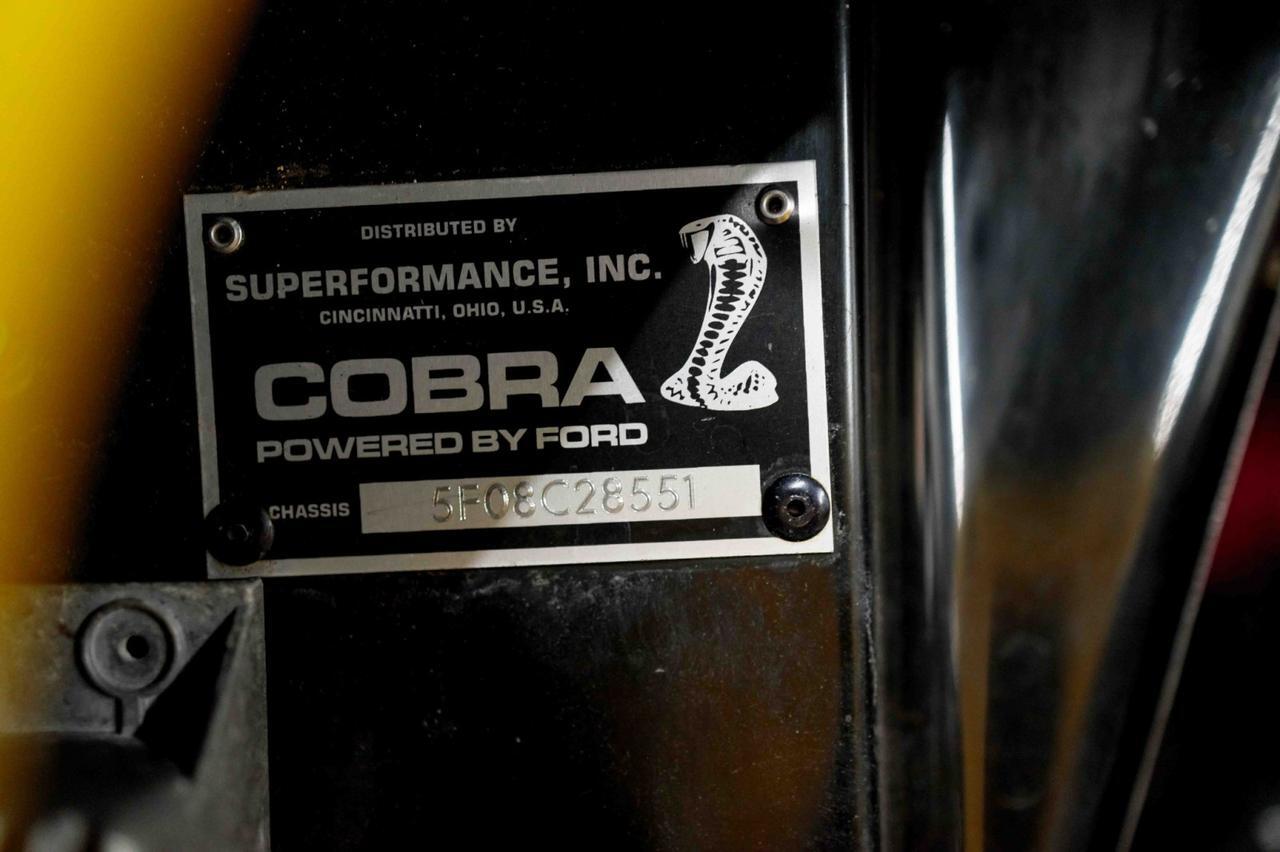 DISTRIBUTED BY
SUPERFORMANCE, INC.
CINCINNATTI, OHIO, U.S.A.
COBRA
POWERED BY FORD
CHASSIS 5F08C28551